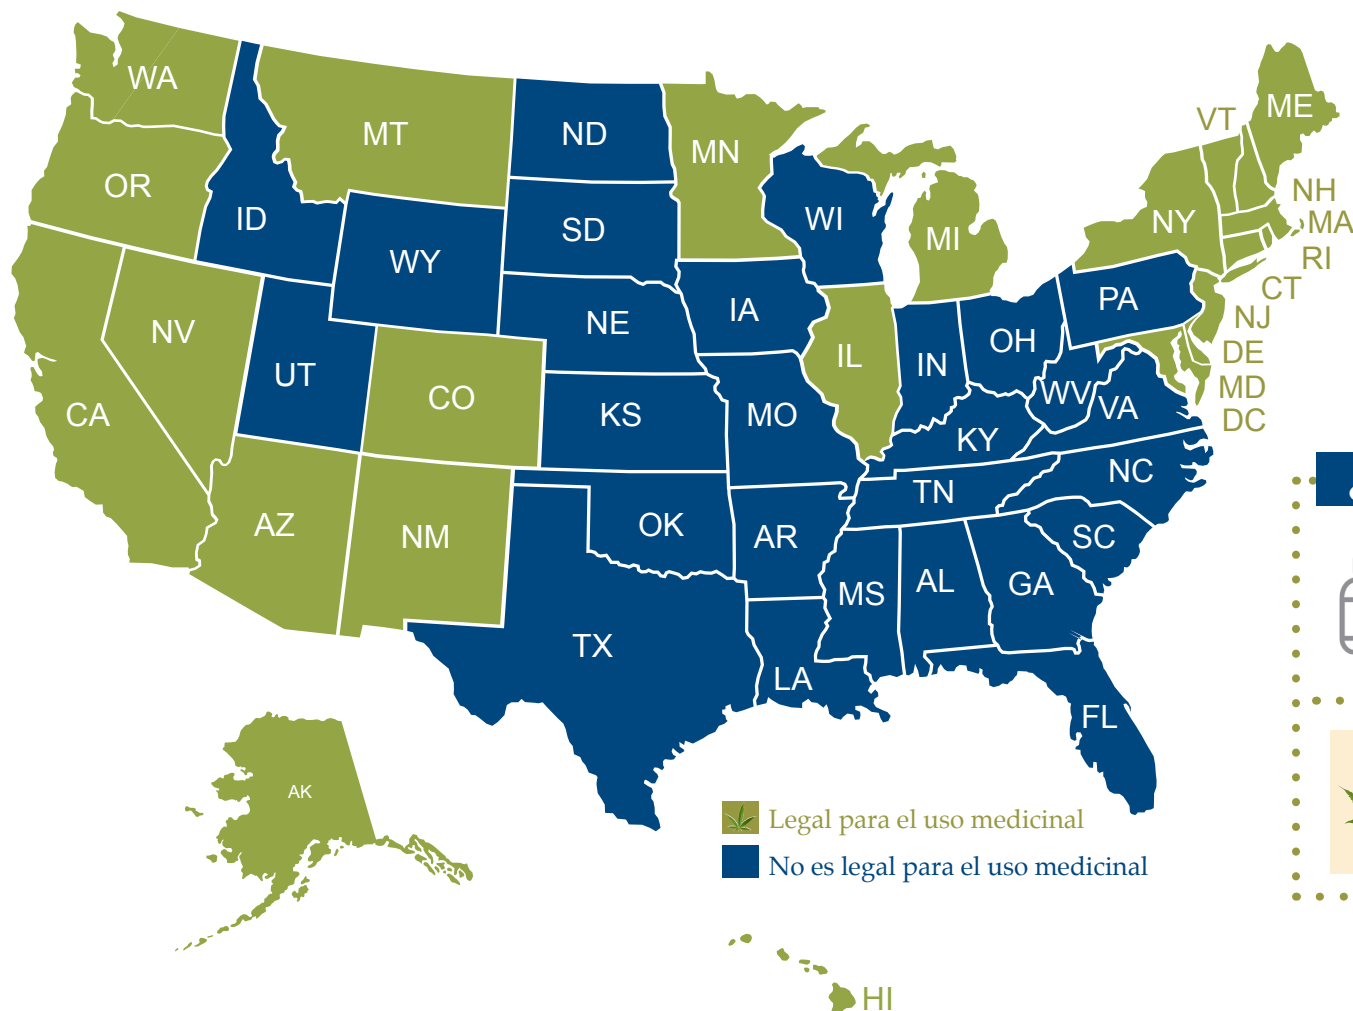 WA
MT
ND
MN
VT
ME
OR
ID
SD
WI
MI
NY
NH
MA
RI
WY
CT
NV
NE
IA
PA
NJ
UT
CO
IL
IN
OH
DE
MD
DC
CA
KS
MO
WV
VA
KY
NC
TN
AZ
NM
OK
AR
SC
MS
AL
GA
TX
LA
FL
AK
Legal para el uso medicinal
No es legal para el uso medicinal
HI